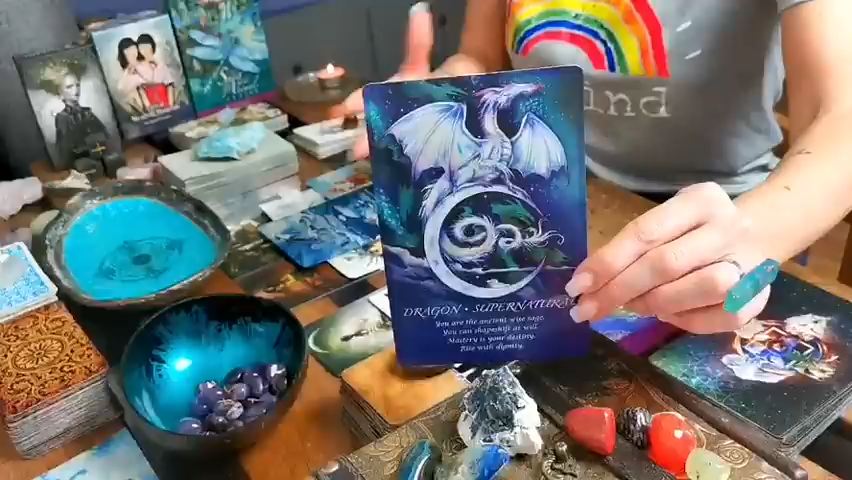 ind
DRAGON • SUPERNATURAL
You are the ancient wise sage.
You can shapeshift at will.
Mastery is your destiny.
Rise with dignity.